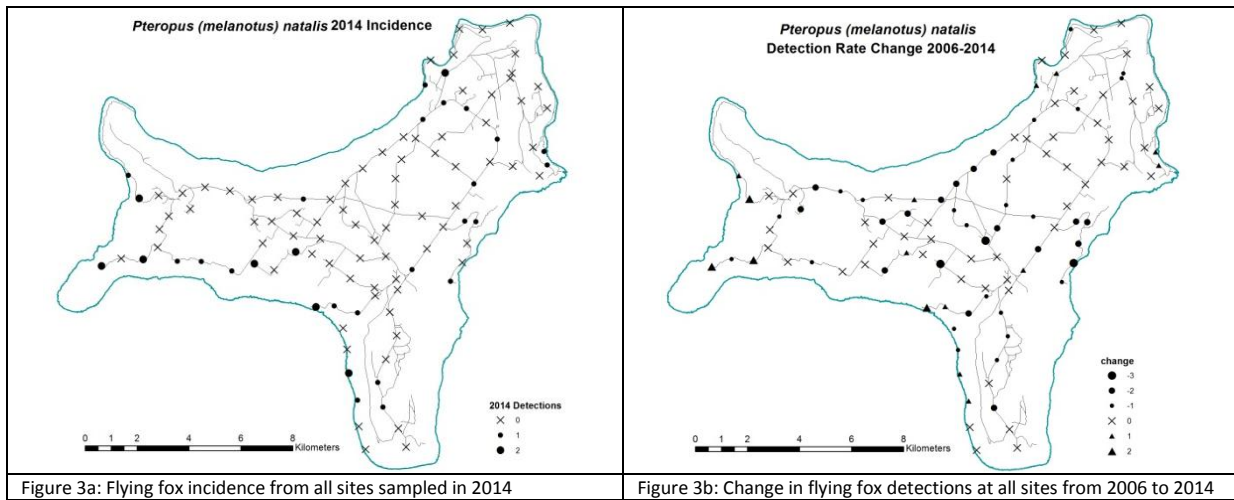 Pteropus (melanotus) natalis 2014 Incidence
2014 Detections
0
1
2
0 1 2 4 6 8
Kilometers
Figure 3a: Flying fox incidence from all sites sampled in 2014
Pteropus (melanotus) natalis
Detection Rate Change 2006-2014
change
-3
-2
-1
0
1
2
0 1 2 4 6 8
Kilometers
Figure 3b: Change in flying fox detections at all sites from 2006 to 2014